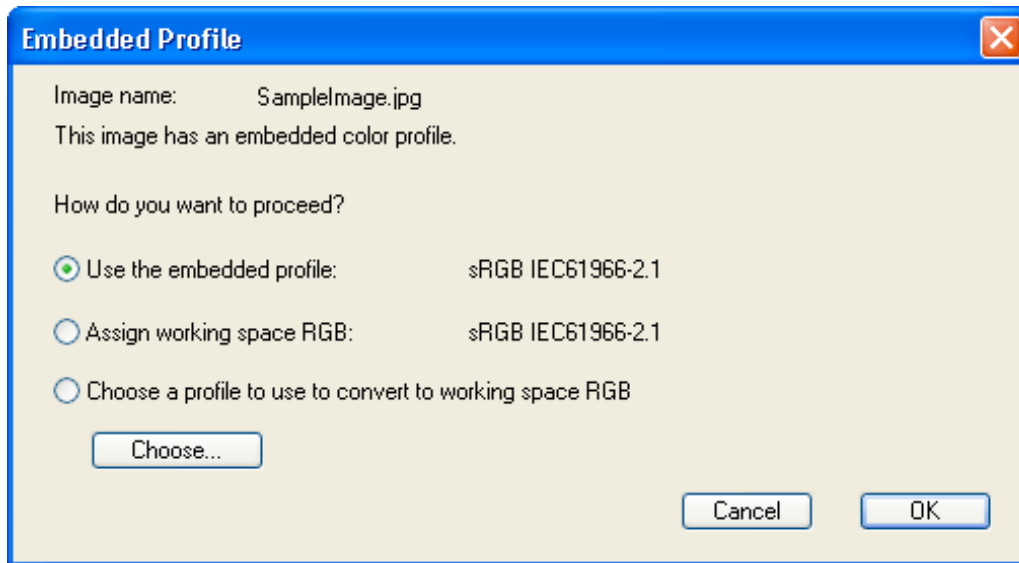 Embedded Profile
Image name: SampleImage.jpg
This image has an embedded color profile.
How do you want to proceed?
Use the embedded profile: sRGB IEC61966-2.1
Assign working space RGB: sRGB IEC61966-2.1
Choose a profile to use to convert to working space RGB
Choose...
Cancel OK